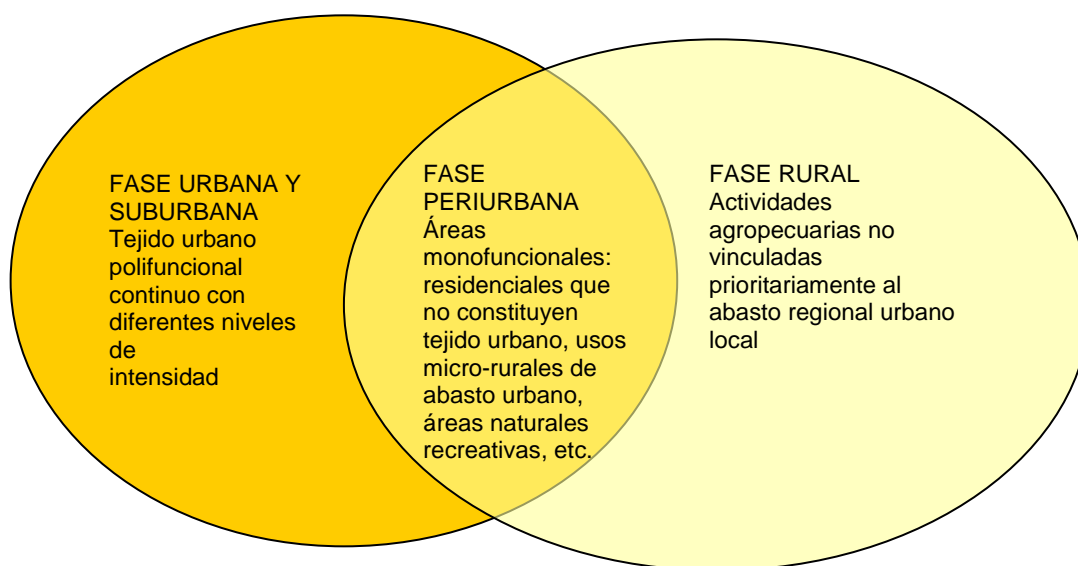 FASE URBANA Y
SUBURBANA
Tejido urbano
polifuncional
continuo con
diferentes niveles
de
intensidad
FASE
PERIURBANA
Áreas
monofuncionales:
residenciales que
no constituyen
tejido urbano, usos
micro-rurales de
abasto urbano,
áreas naturales
recreativas, etc.
FASE RURAL
Actividades
agropecuarias no
vinculadas
prioritariamente al
abasto regional urbano
local